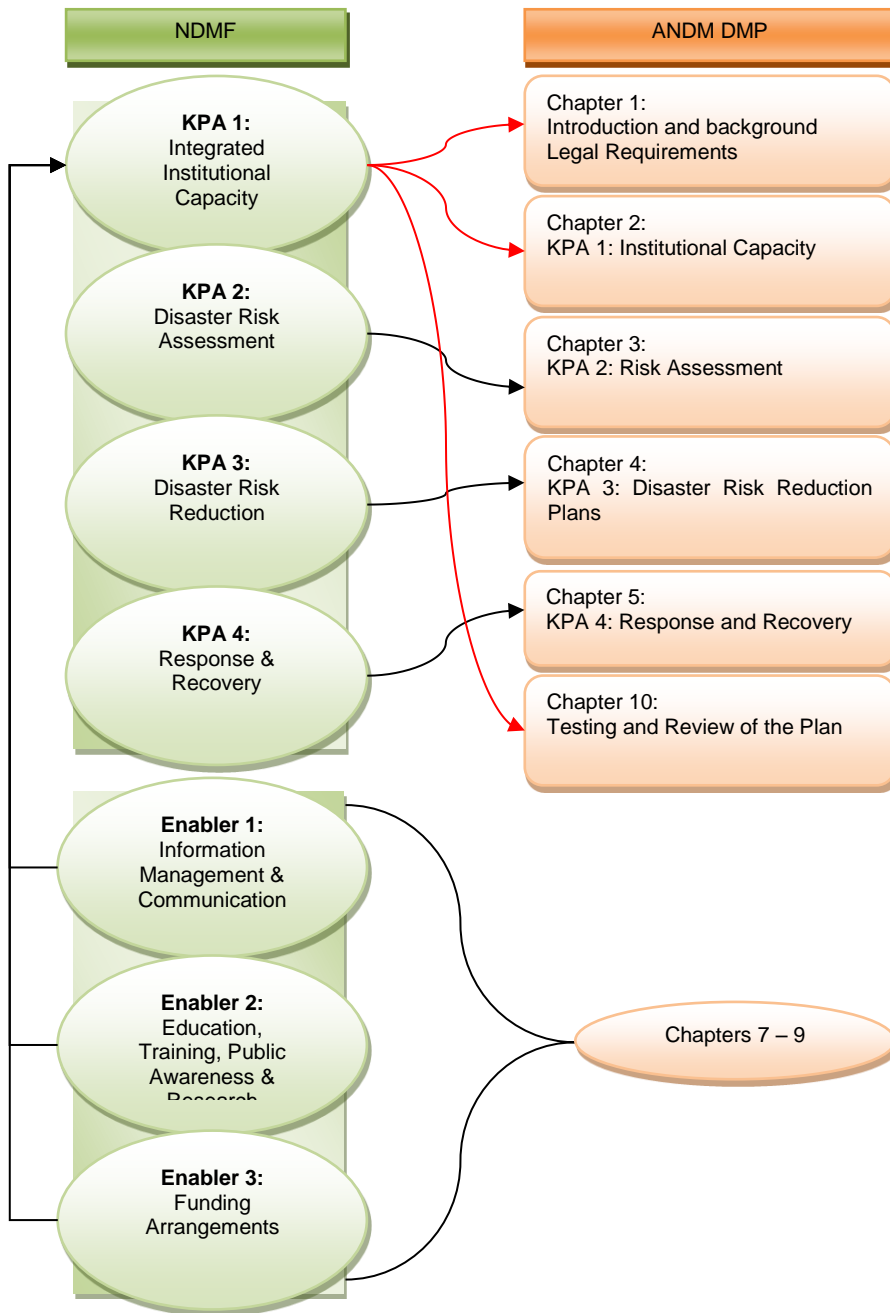 NDMF
ANDM DMP
KPA 1:
Integrated
Institutional
Capacity
KPA 2:
Disaster Risk
Assessment
KPA 3:
Disaster Risk
Reduction
KPA 4:
Response &
Recovery
Enabler 1:
Information
Management &
Communication
Enabler 2:
Education,
Training, Public
Awareness &
Research
Enabler 3:
Funding
Arrangements
Chapter 1:
Introduction and background
Legal Requirements
Chapter 2:
KPA 1: Institutional Capacity
Chapter 3:
KPA 2: Risk Assessment
Chapter 4:
KPA 3: Disaster Risk Reduction
Plans
Chapter 5:
KPA 4: Response and Recovery
Chapter 10:
Testing and Review of the Plan
Chapters 7 – 9